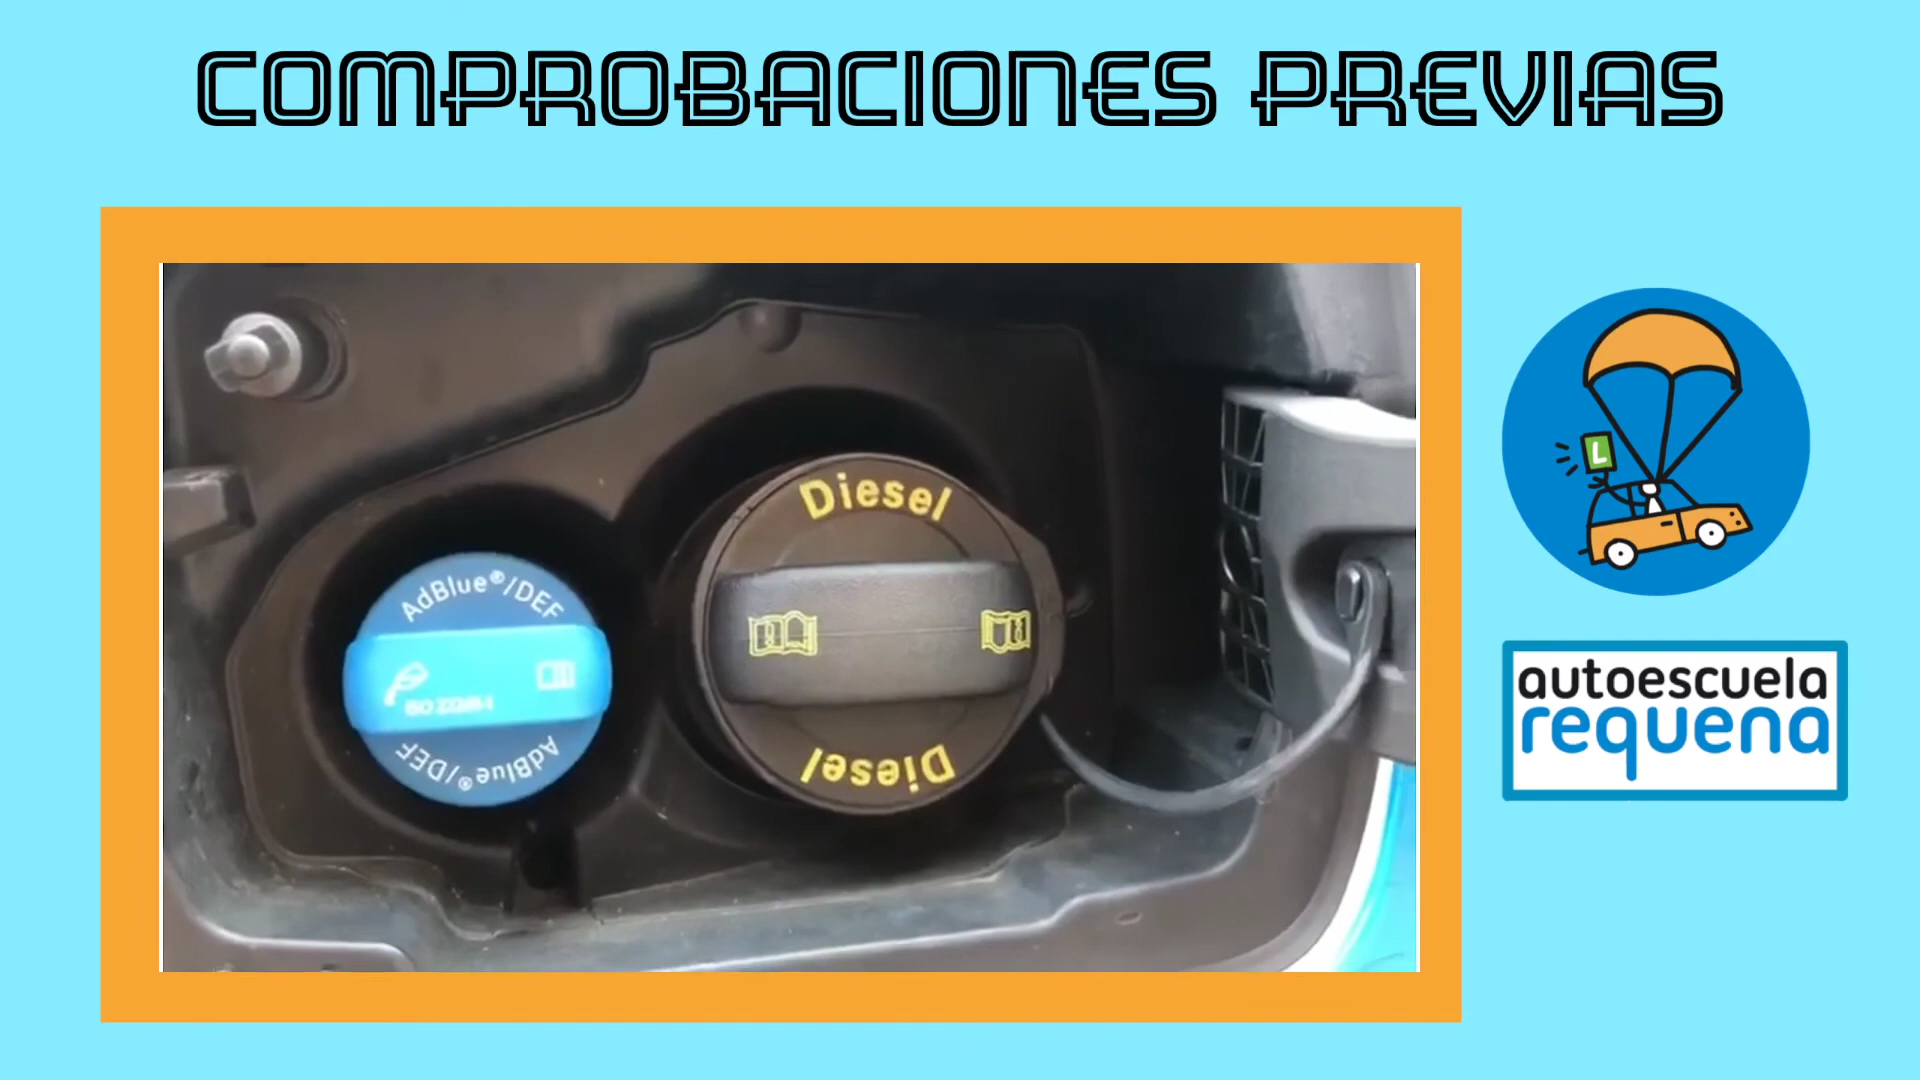 COMPROBACIONES PREVIAS
Diesel
AdBlue®/DEF
L
AdBlue®/DEF
Diesel
autoescuela
requena